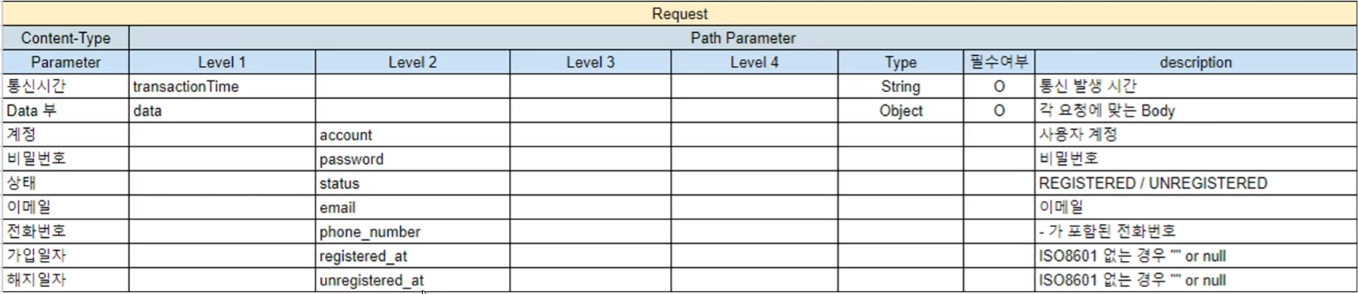 Request
Content-Type Path Parameter
Parameter Level 1 Level 2 Level 3 Level 4 Type 필수여부 description
통신시간 transactionTime String O 통신 발생 시간
Data 부 data Object O 각 요청에 맞는 Body
계정 account 사용자 계정
비밀번호 password 비밀번호
상태 status REGISTERED / UNREGISTERED
이메일 email 이메일
전화번호 phone_number - 가 포함된 전화번호
가입일자 registered_at ISO8601 없는 경우 "" or null
해지일자 unregistered_at ISO8601 없는 경우 "" or null